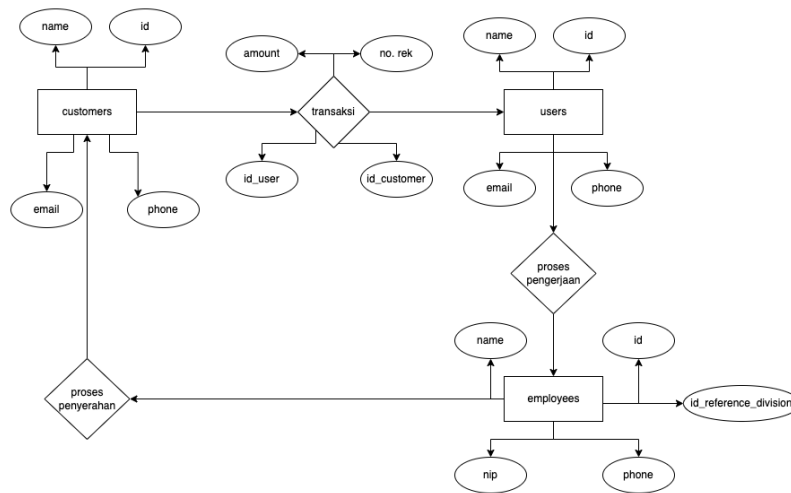 name
id
customers
email
phone
amount
no. rek
transaksi
id_user
id_customer
name
id
users
email
phone
proses
pengerjaan
name
id
employees
id_reference_division
nip
phone
proses
penyerahan